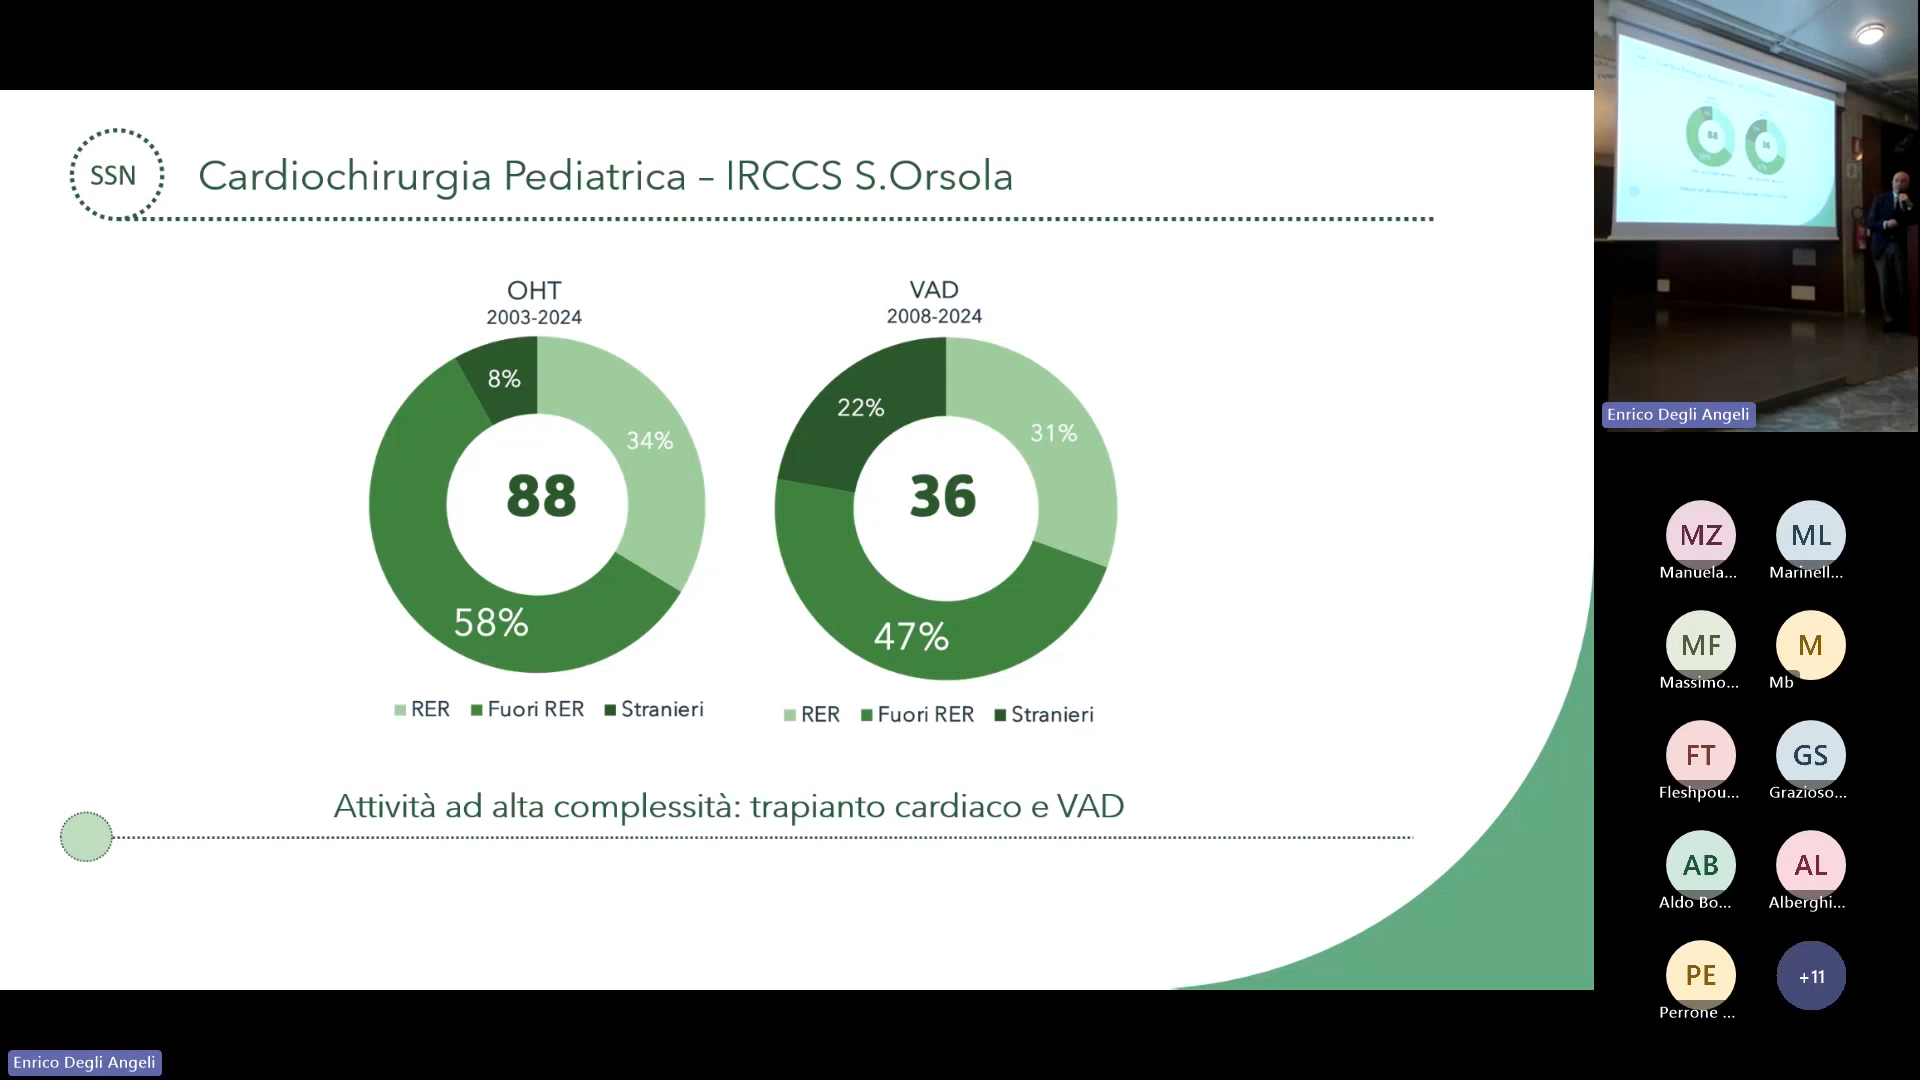 SSN
Cardiochirurgia Pediatrica – IRCCS S.Orsola
OHT
2003-2024
8%
34%
88
58%
RER Fuori RER Stranieri
VAD
2008-2024
22%
31%
36
47%
RER Fuori RER Stranieri
Attività ad alta complessità: trapianto cardiaco e VAD
Enrico Degli Angeli
88
36
Enrico Degli Angeli
MZ
Manuela...
ML
Marinell...
MF
Massimo...
M
Mb
FT
Fleshpou...
GS
Grazioso...
AB
Aldo Bo...
AL
Alberghi...
PE
Perrone ...
+11